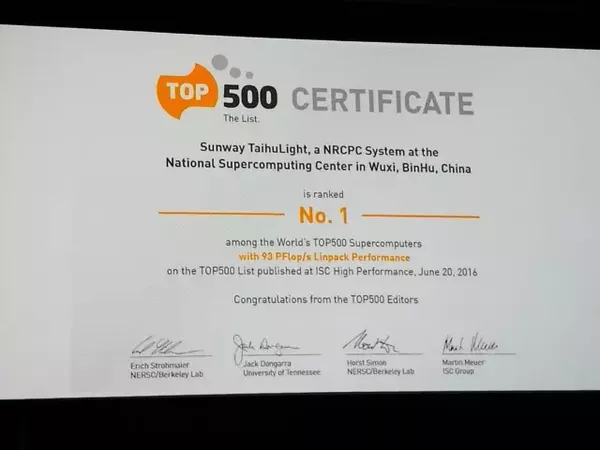 TOP 500 CERTIFICATE
The List.
Sunway TaihuLight, a NRCPC System at the
National Supercomputing Center in Wuxi, BinHu, China
is ranked
No. 1
among the World's TOP500 Supercomputers
with 93 PFlop/s Linpack Performance
on the TOP500 List published at ISC High Performance, June 20, 2016
Congratulations from the TOP500 Editors
Erich Strohmaier
NERSC/Berkeley Lab
Jack Dongarra
University of Tennessee
Horst Simon
NERSC/Berkeley Lab
Martin Meuer
ISC Group